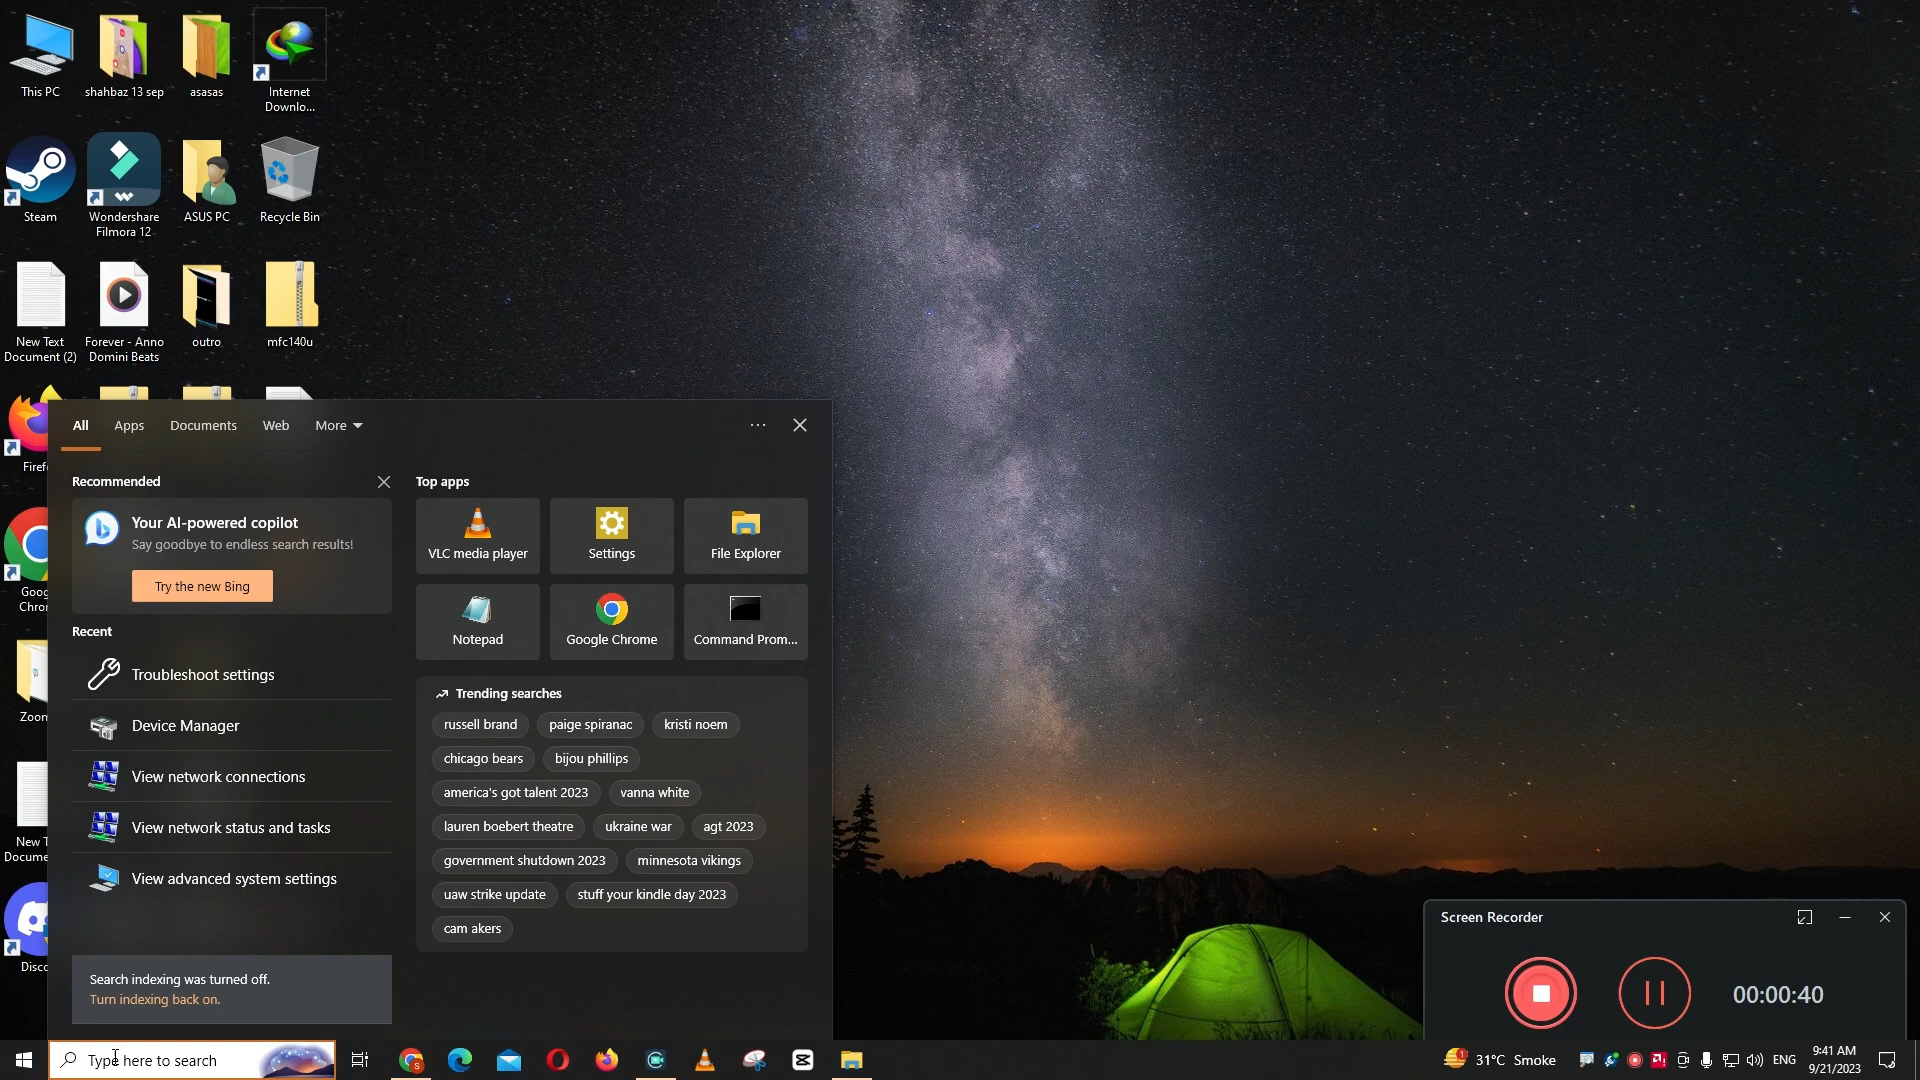 This PC
shahbaz 13 sep
asasas
Internet
Downlo...
Steam
Wondershare
Filmora 12
ASUS PC
Recycle Bin
New Text
Document (2)
Forever - Anno
Domini Beats
outro
mfc140u
Firef
Goog
Chro
Zoom
New T
Docume
Disco
All
Apps
Documents
Web
More
Recommended
Your AI-powered copilot
Say goodbye to endless search results!
Try the new Bing
Recent
Troubleshoot settings
Device Manager
View network connections
View network status and tasks
View advanced system settings
Search indexing was turned off.
Turn indexing back on.
Top apps
VLC media player
Settings
File Explorer
Notepad
Google Chrome
Command Prom...
Trending searches
russell brand
paige spiranac
kristi noem
chicago bears
bijou phillips
america's got talent 2023
vanna white
lauren boebert theatre
ukraine war
agt 2023
government shutdown 2023
minnesota vikings
uaw strike update
stuff your kindle day 2023
cam akers
Screen Recorder
00:00:40
Type here to search
31°C Smoke
ENG
9:41 AM
9/21/2023